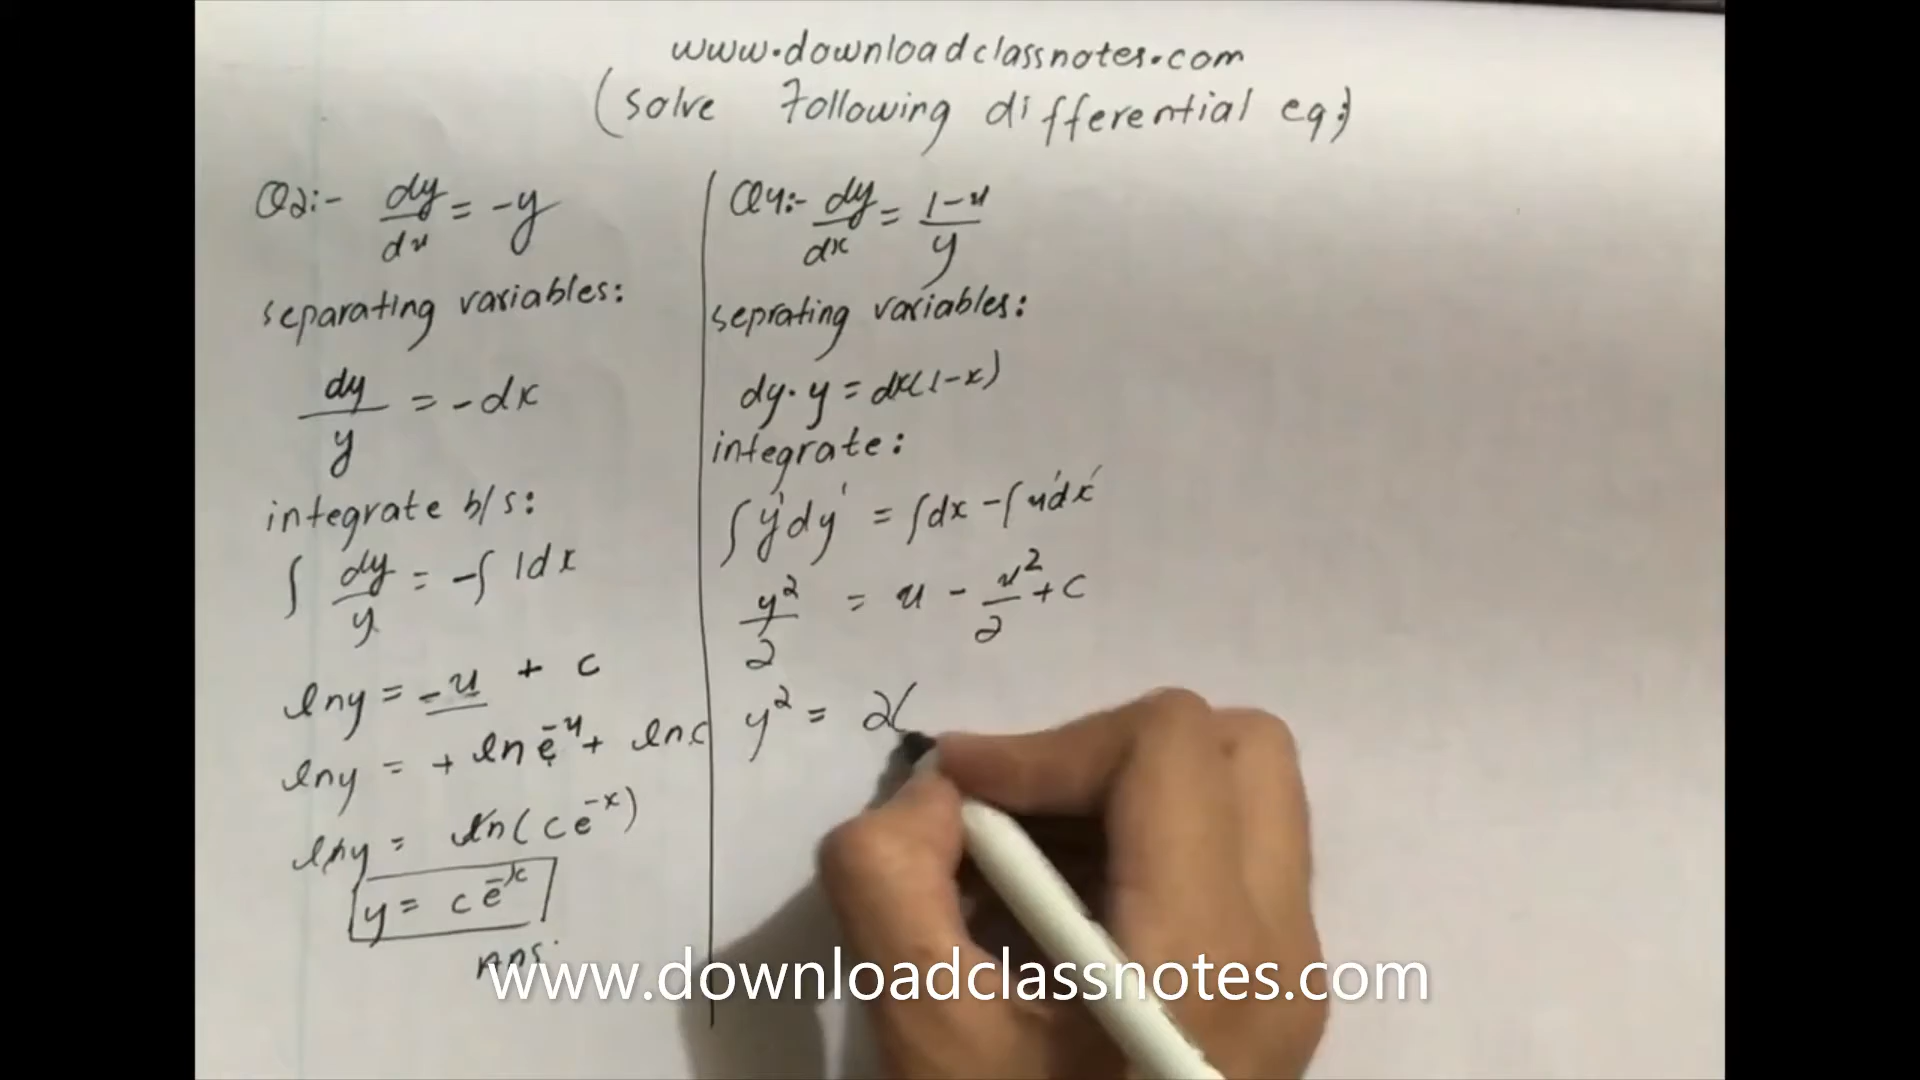 www.downloadclassnotes.com
(solve Following differential eq:)
Q2:- dy/dx = -y
separating variables:
dy/y = -dx
integrate b/s:
∫ dy/y = -∫ 1dx
lny = -x + c
lny = + ln e^-x + lnc
lny = ln(ce^-x)
y = ce^-x
Ans.
Q4:- dy/dx = 1-x/y
seprating variables:
dy·y = dx(1-x)
integrate:
∫y'dy' = ∫dx - ∫x'dx'
y²/2 = x - x²/2 + c
y² = 2(
www.downloadclassnotes.com